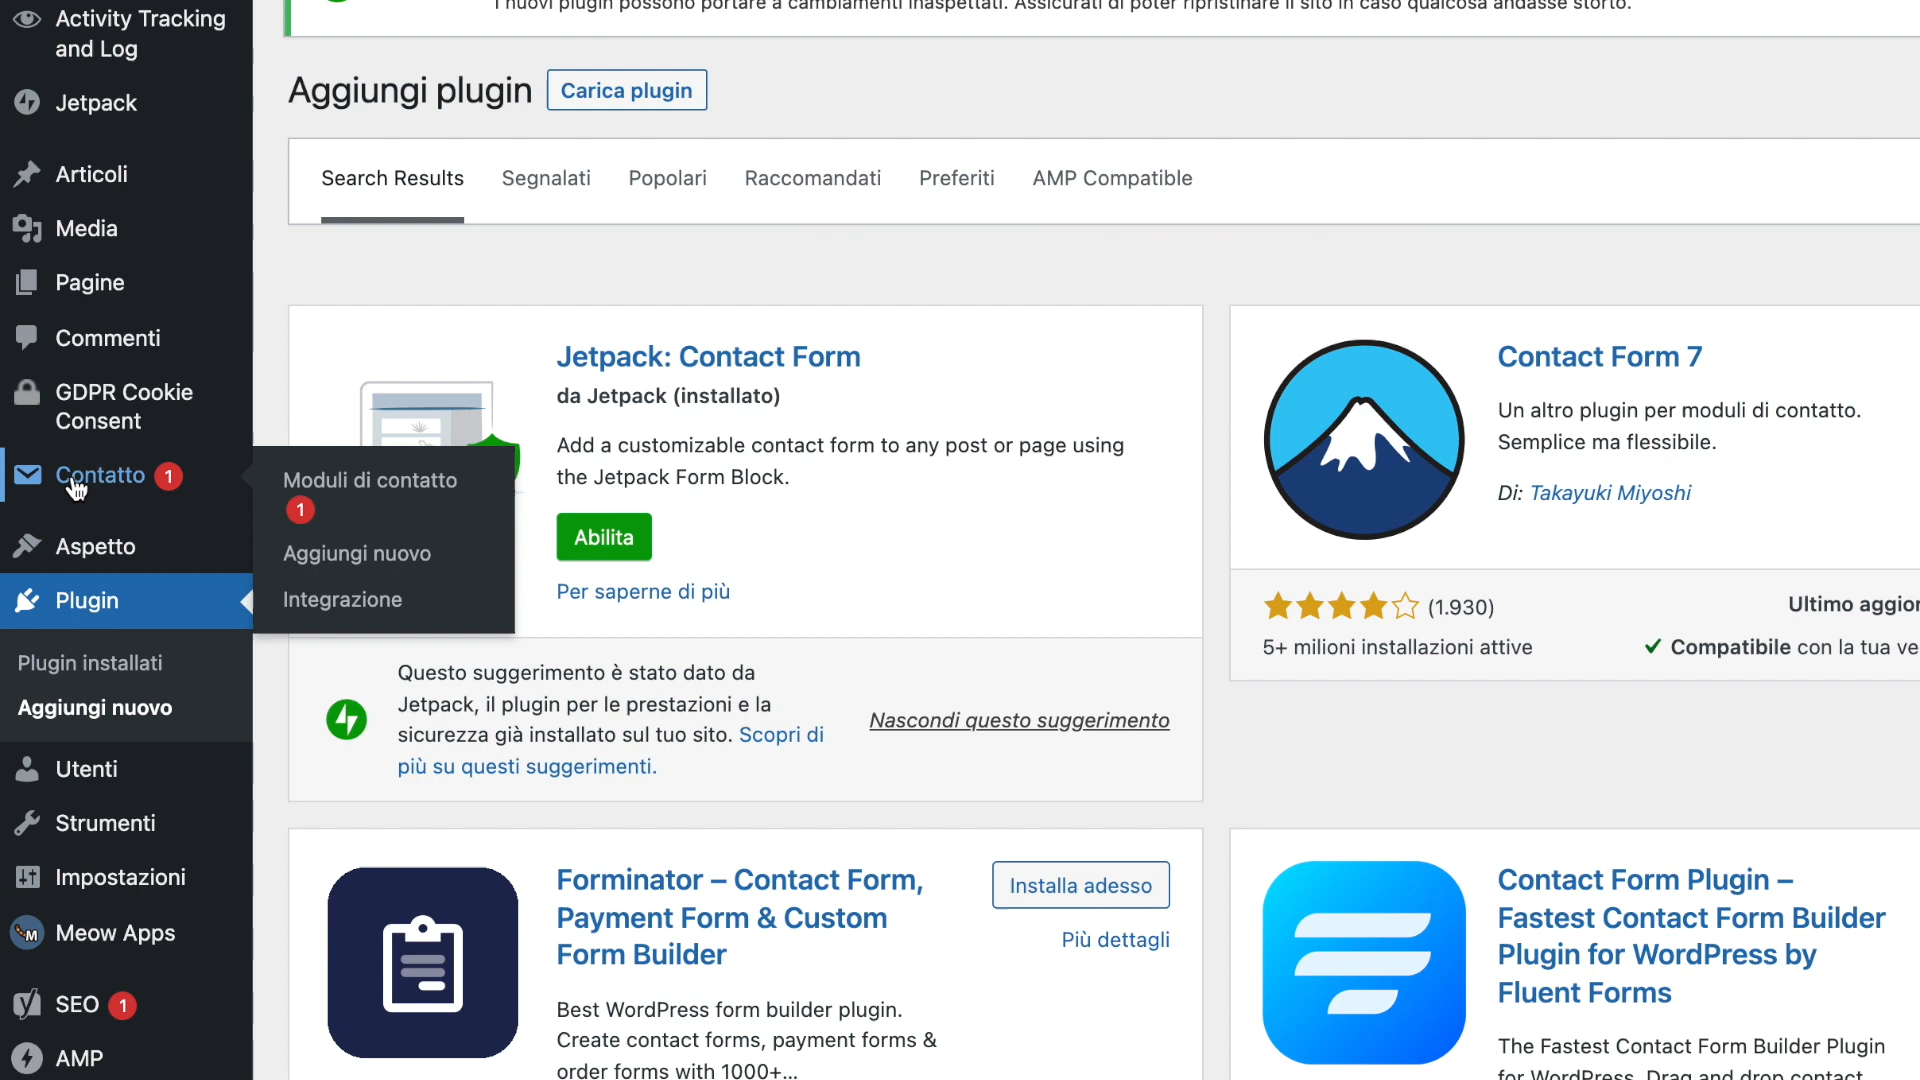 I nuovi plugin possono portare a cambiamenti inaspettati. Assicurati di poter ripristinare il sito in caso qualcosa andasse storto.
Activity Tracking
and Log
Jetpack
Articoli
Media
Pagine
Commenti
GDPR Cookie
Consent
Contatto 1
Aspetto
Plugin
Plugin installati
Aggiungi nuovo
Utenti
Strumenti
Impostazioni
Meow Apps
SEO 1
AMP
Moduli di contatto
1
Aggiungi nuovo
Integrazione
Aggiungi plugin Carica plugin
Search Results Segnalati Popolari Raccomandati Preferiti AMP Compatible
Jetpack: Contact Form
da Jetpack (installato)
Add a customizable contact form to any post or page using
the Jetpack Form Block.
Abilita
Per saperne di più
Questo suggerimento è stato dato da
Jetpack, il plugin per le prestazioni e la
sicurezza già installato sul tuo sito. Scopri di
più su questi suggerimenti.
Nascondi questo suggerimento
Contact Form 7
Un altro plugin per moduli di contatto.
Semplice ma flessibile.
Di: Takayuki Miyoshi
(1.930)
Ultimo aggior
5+ milioni installazioni attive
Compatibile con la tua ve
Forminator – Contact Form,
Payment Form & Custom
Form Builder
Installa adesso
Più dettagli
Best WordPress form builder plugin.
Create contact forms, payment forms &
order forms with 1000+...
Contact Form Plugin –
Fastest Contact Form Builder
Plugin for WordPress by
Fluent Forms
The Fastest Contact Form Builder Plugin
for WordPress. Drag and drop contact